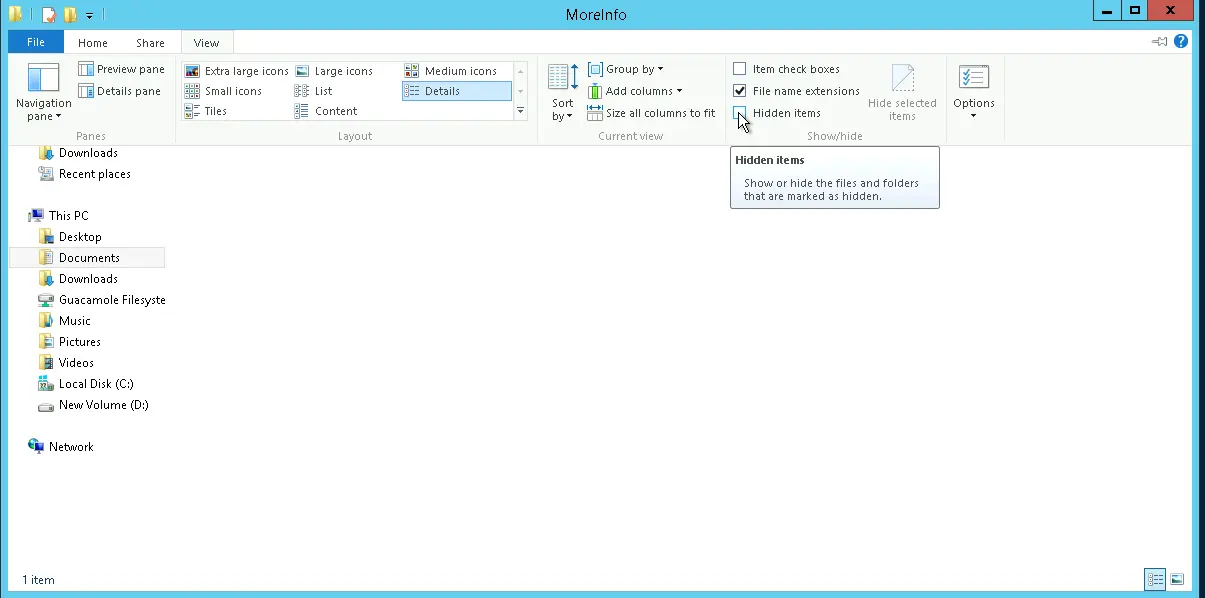 MoreInfo
File
Home
Share
View
Navigation
pane
Preview pane
Details pane
Panes
Extra large icons
Large icons
Medium icons
Small icons
List
Details
Tiles
Content
Layout
Sort
by
Group by
Add columns
Size all columns to fit
Current view
Item check boxes
File name extensions
Hidden items
Hide selected
items
Show/hide
Options
Hidden items
Show or hide the files and folders
that are marked as hidden.
Downloads
Recent places
This PC
Desktop
Documents
Downloads
Guacamole Filesyste
Music
Pictures
Videos
Local Disk (C:)
New Volume (D:)
Network
1 item